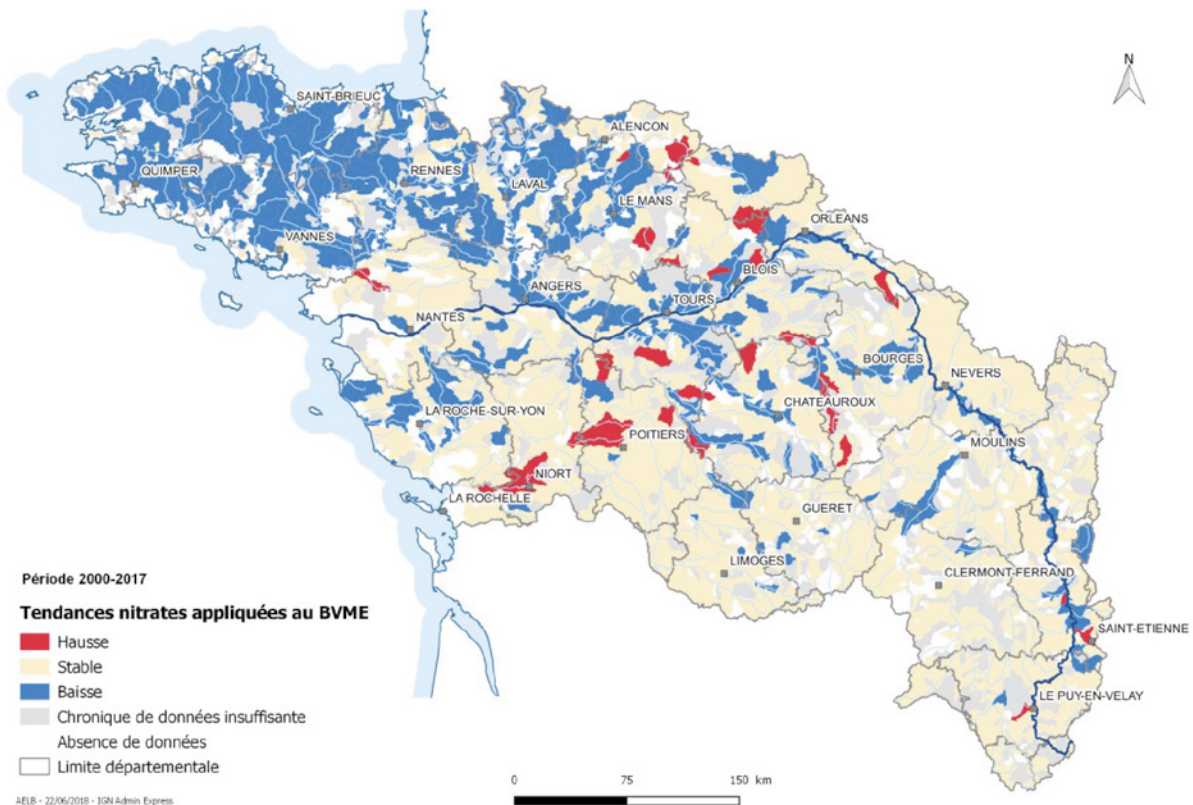 N
SAINT-BRIEUC
ALENCON
QUIMPER
RENNES
LAVAL
LE MANS
ORLEANS
VANNES
BLOIS
ANGERS
TOURS
NANTES
BOURGES
NEVERS
CHATEAUROUX
LA ROCHE-SUR-YON
POITIERS
MOULINS
NIORT
LA ROCHELLE
GUERET
LIMOGES
CLERMONT-FERRAND
SAINT-ETIENNE
LE PUY-EN-VELAY
Période 2000-2017
Tendances nitrates appliquées au BVME
Hausse
Stable
Baisse
Chronique de données insuffisante
Absence de données
Limite départementale
0 75 150 km
AELB - 22/06/2018 - IGN Admin Express